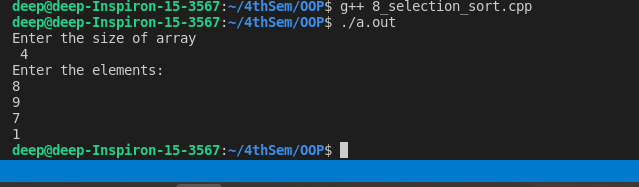 deep@deep-Inspiron-15-3567:~/4thSem/OOP$ g++ 8_selection_sort.cpp
deep@deep-Inspiron-15-3567:~/4thSem/OOP$ ./a.out
Enter the size of array
 4
Enter the elements:
8
9
7
1
deep@deep-Inspiron-15-3567:~/4thSem/OOP$